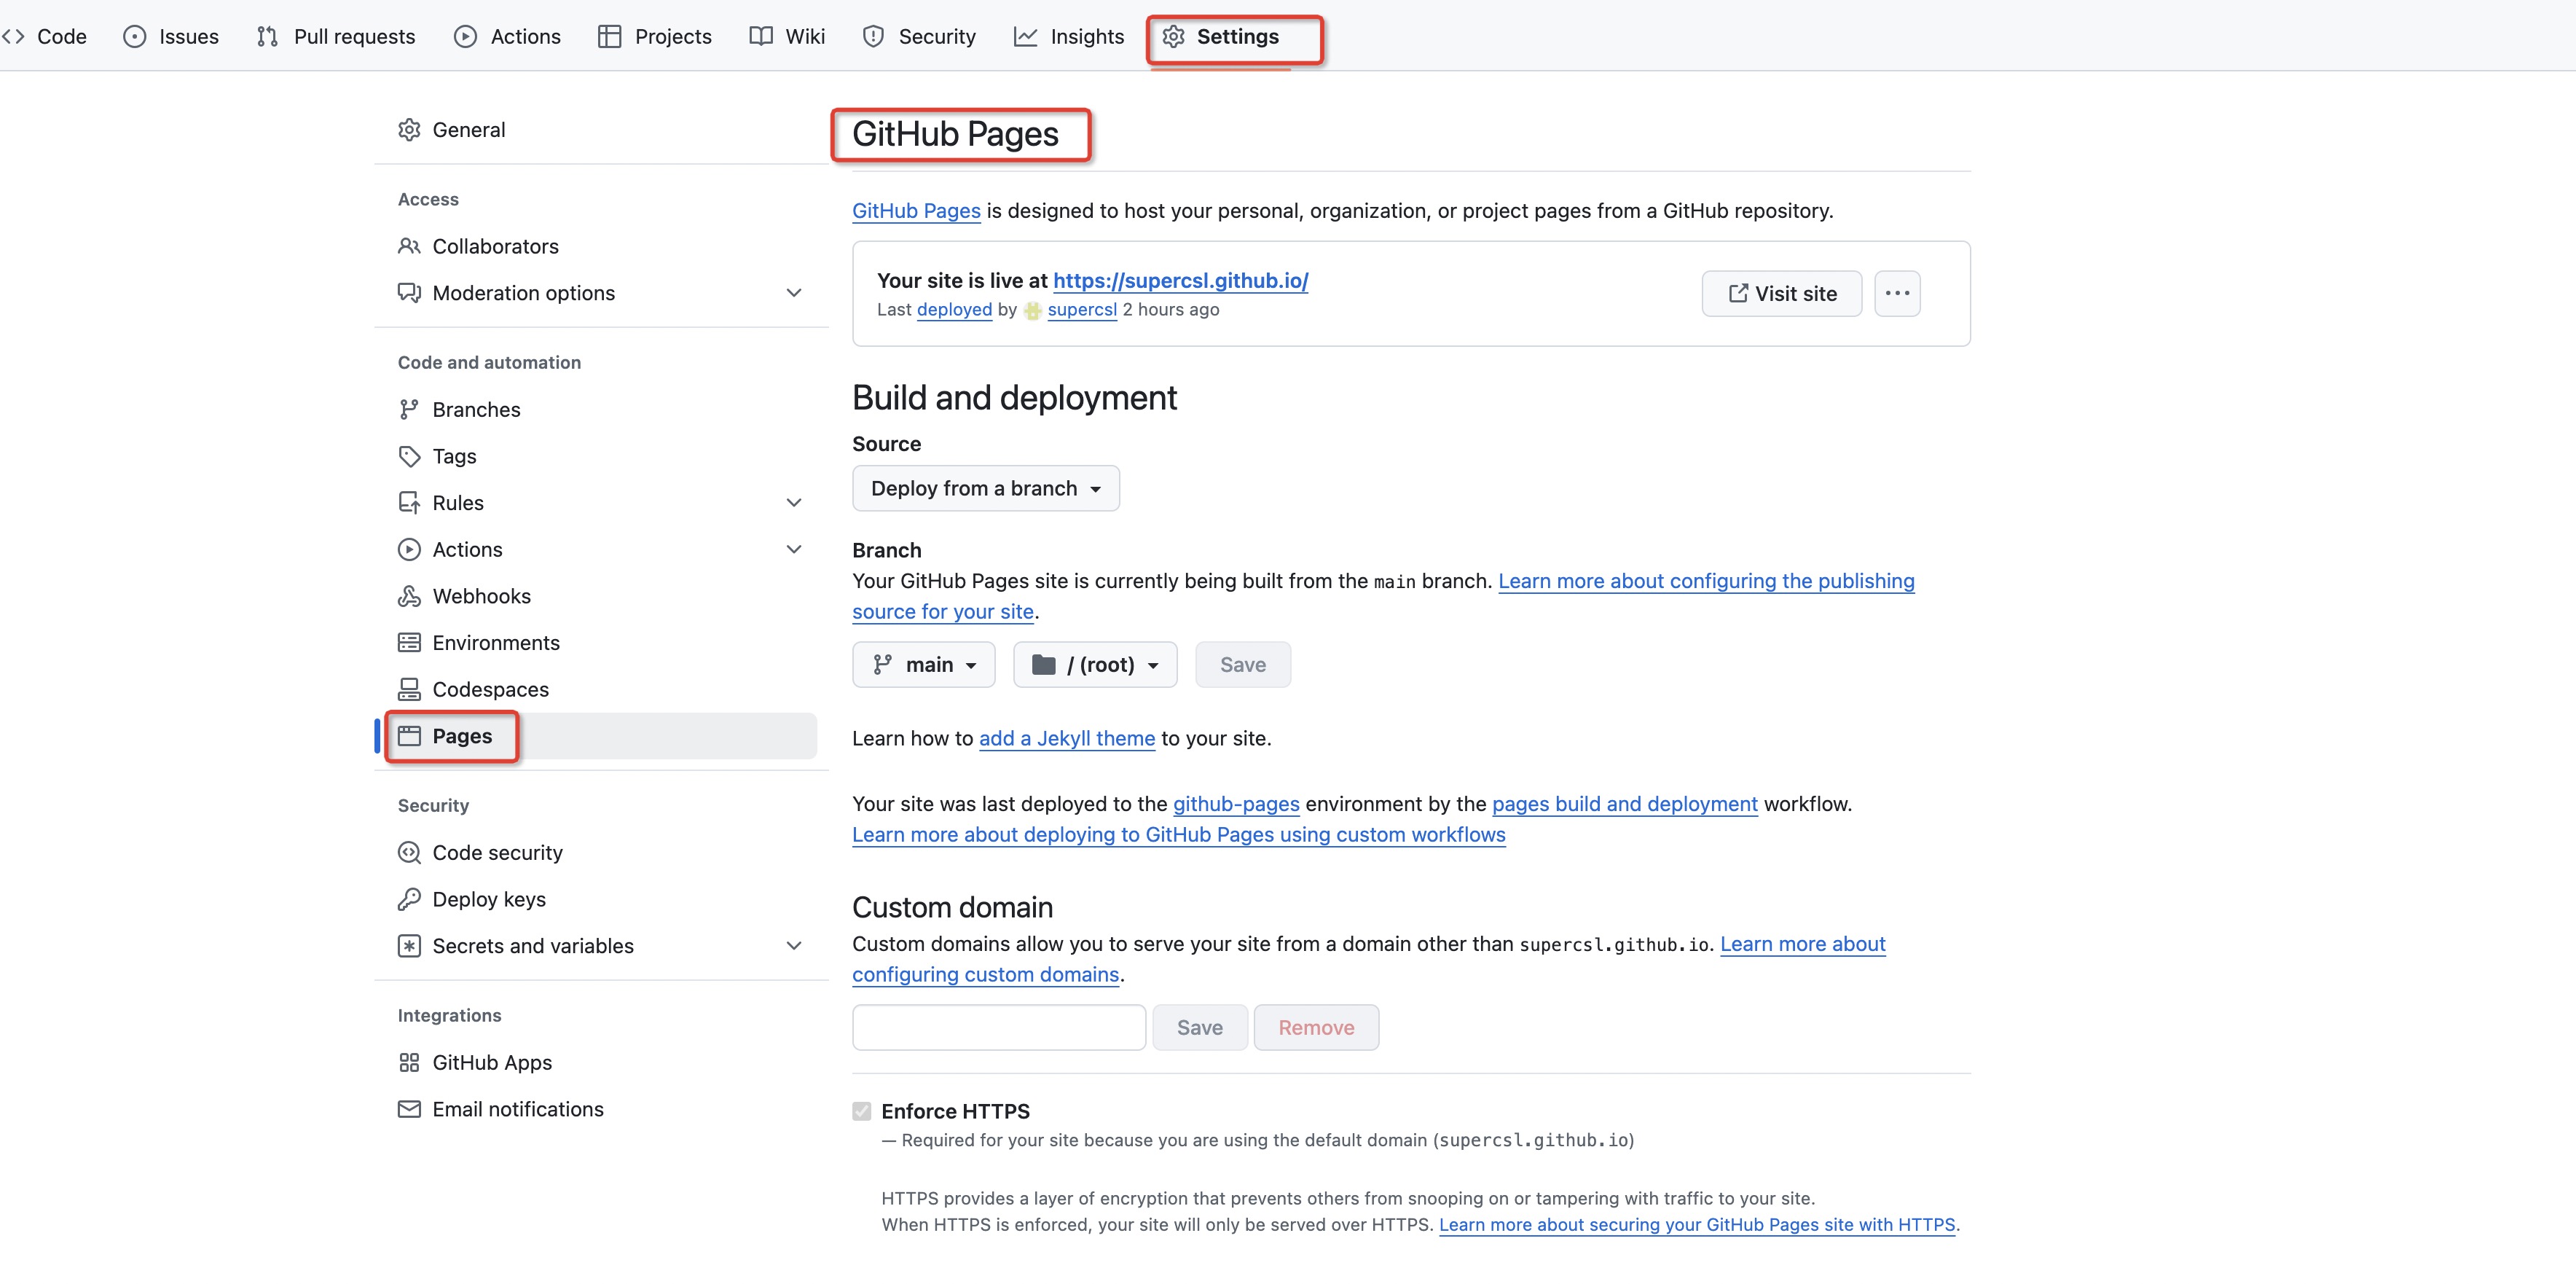 Code Issues Pull requests Actions Projects Wiki Security Insights Settings
General
Access
Collaborators
Moderation options
Code and automation
Branches
Tags
Rules
Actions
Webhooks
Environments
Codespaces
Pages
Security
Code security
Deploy keys
Secrets and variables
Integrations
GitHub Apps
Email notifications
GitHub Pages
GitHub Pages is designed to host your personal, organization, or project pages from a GitHub repository.
Your site is live at https://supercsl.github.io/
Last deployed by supercsl 2 hours ago
Visit site
Build and deployment
Source
Deploy from a branch
Branch
Your GitHub Pages site is currently being built from the main branch. Learn more about configuring the publishing
source for your site.
main / (root) Save
Learn how to add a Jekyll theme to your site.
Your site was last deployed to the github-pages environment by the pages build and deployment workflow.
Learn more about deploying to GitHub Pages using custom workflows
Custom domain
Custom domains allow you to serve your site from a domain other than supercsl.github.io. Learn more about
configuring custom domains.
Save Remove
Enforce HTTPS
— Required for your site because you are using the default domain (supercsl.github.io)
HTTPS provides a layer of encryption that prevents others from snooping on or tampering with traffic to your site.
When HTTPS is enforced, your site will only be served over HTTPS. Learn more about securing your GitHub Pages site with HTTPS.